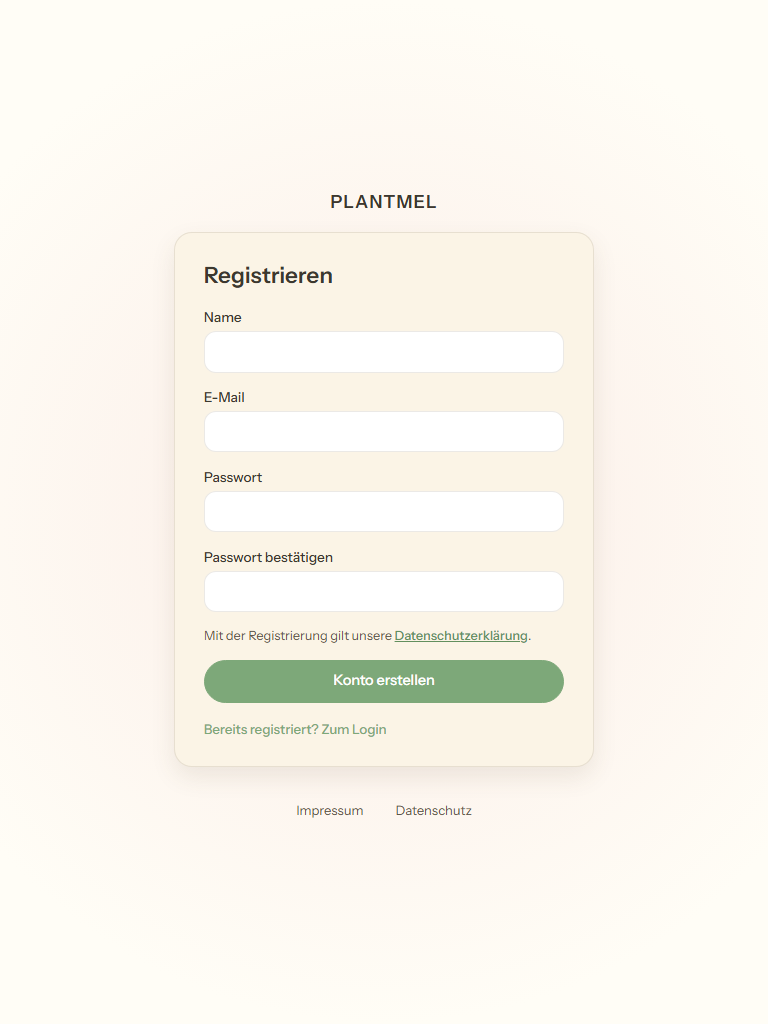 PLANTMEL
Registrieren
Name
E-Mail
Passwort
Passwort bestätigen
Mit der Registrierung gilt unsere Datenschutzerklärung.
Konto erstellen
Bereits registriert? Zum Login
Impressum Datenschutz